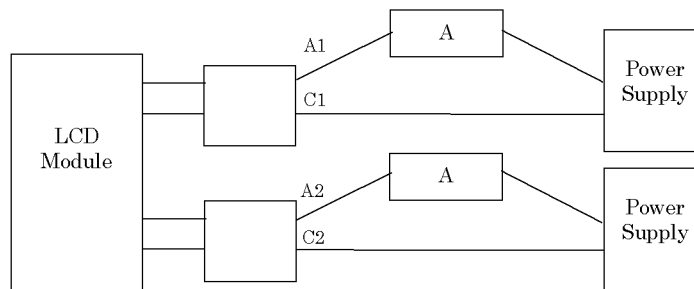 A1
A
C1
Power
Supply
LCD
Module
A2
A
C2
Power
Supply